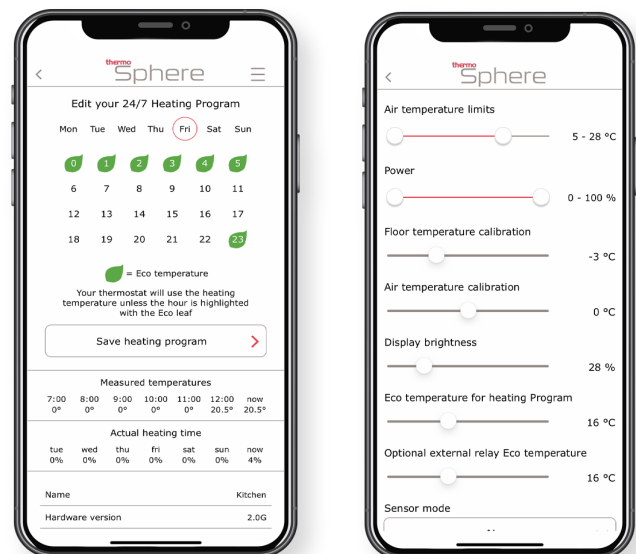 thermo
Sphere
Edit your 24/7 Heating Program
Mon Tue Wed Thu Fri Sat Sun
0 1 2 3 4 5
6 7 8 9 10 11
12 13 14 15 16 17
18 19 20 21 22 23
= Eco temperature
Your thermostat will use the heating
temperature unless the hour is highlighted
with the Eco leaf
Save heating program
Measured temperatures
7:00 8:00 9:00 10:00 11:00 12:00 now
0° 0° 0° 0° 0° 20.5° 20.5°
Actual heating time
tue wed thu fri sat sun now
0% 0% 0% 0% 0% 0% 4%
Name Kitchen
Hardware version 2.0G
thermo
Sphere
Air temperature limits
5 - 28 °C
Power
0 - 100 %
Floor temperature calibration
-3 °C
Air temperature calibration
0 °C
Display brightness
28 %
Eco temperature for heating Program
16 °C
Optional external relay Eco temperature
16 °C
Sensor mode